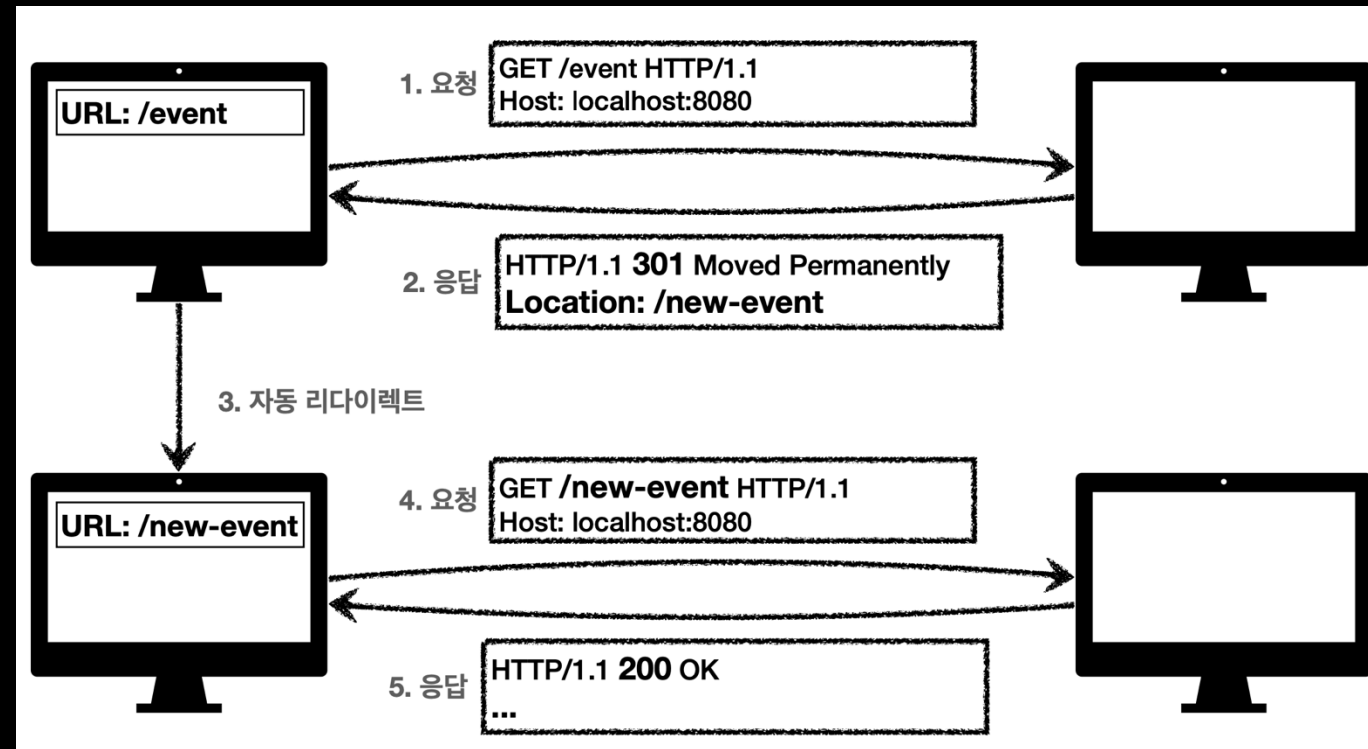 URL: /event
1. 요청
GET /event HTTP/1.1
Host: localhost:8080
2. 응답
HTTP/1.1 301 Moved Permanently
Location: /new-event
3. 자동 리다이렉트
URL: /new-event
4. 요청
GET /new-event HTTP/1.1
Host: localhost:8080
5. 응답
HTTP/1.1 200 OK
...